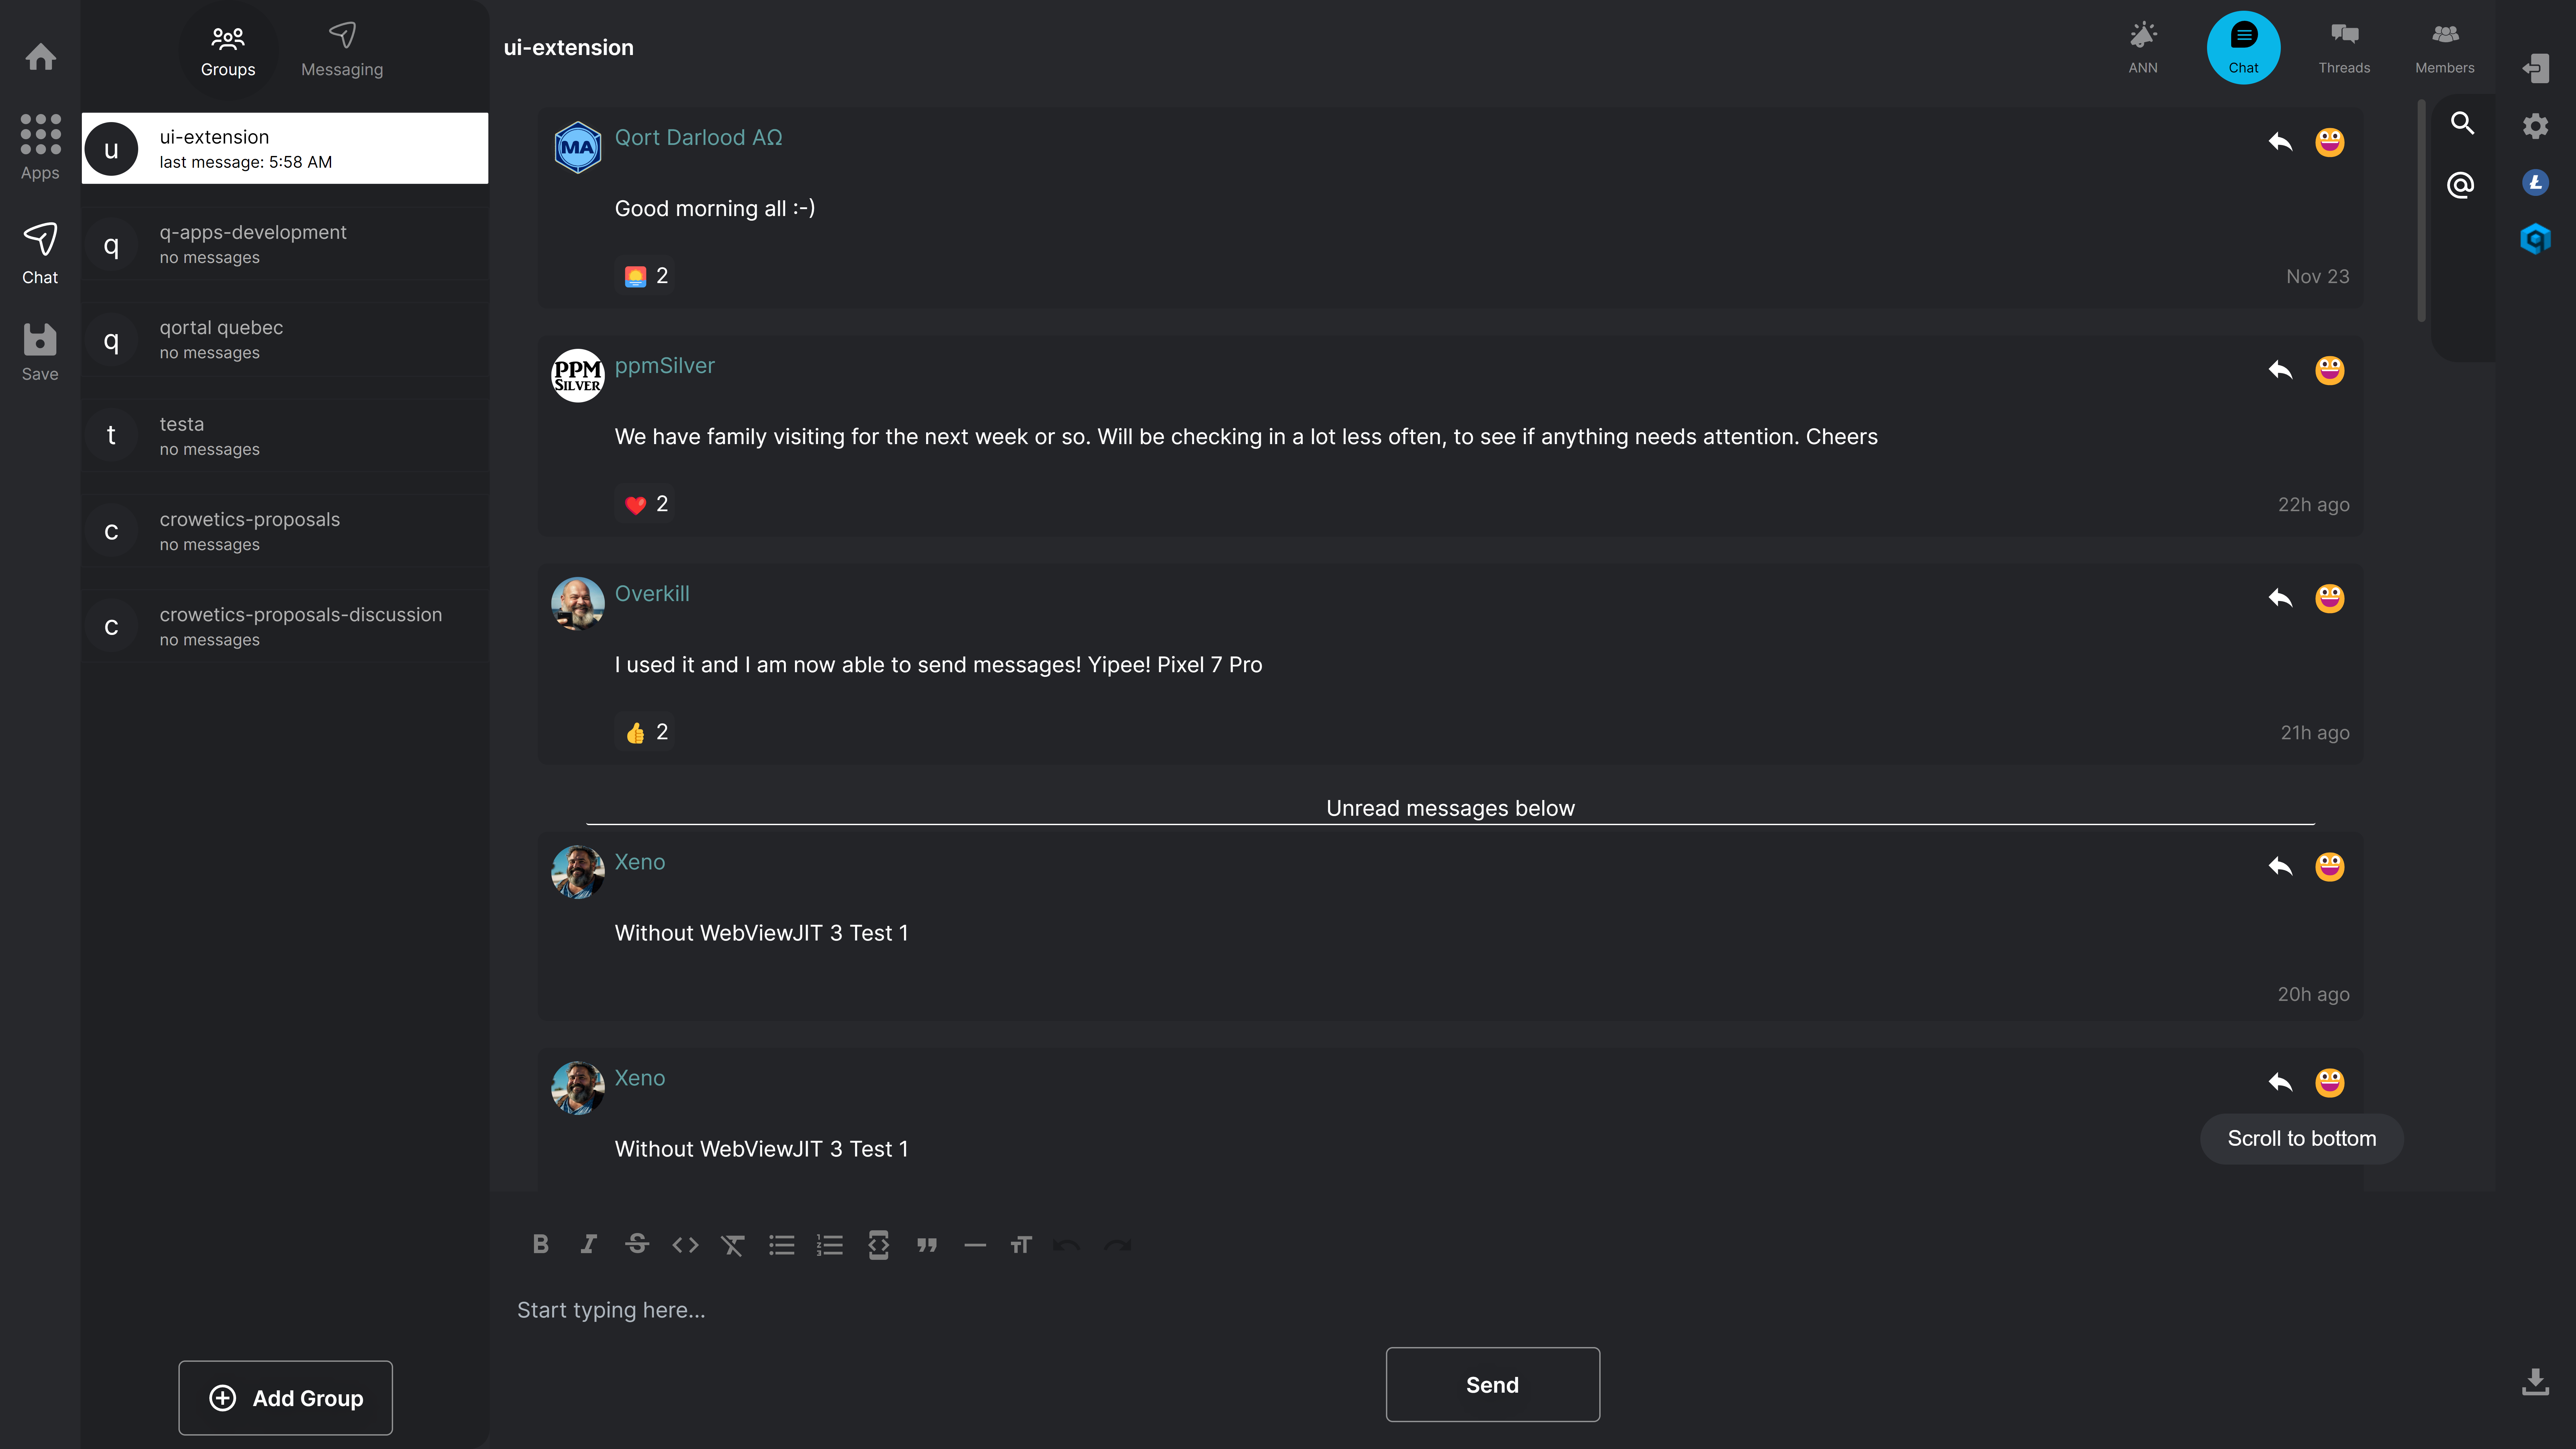 Apps
Chat
Save
Groups
Messaging
u
ui-extension
last message: 5:58 AM
q
q-apps-development
no messages
q
qortal quebec
no messages
t
testa
no messages
c
crowetics-proposals
no messages
c
crowetics-proposals-discussion
no messages
Add Group
ui-extension
ANN
Chat
Threads
Members
MA
Qort Darlood AΩ
Good morning all :-)
2
Nov 23
PPM
SILVER
ppmSilver
We have family visiting for the next week or so. Will be checking in a lot less often, to see if anything needs attention. Cheers
2
22h ago
Overkill
I used it and I am now able to send messages! Yipee! Pixel 7 Pro
2
21h ago
Unread messages below
Xeno
Without WebViewJIT 3 Test 1
20h ago
Xeno
Without WebViewJIT 3 Test 1
Scroll to bottom
Start typing here...
Send